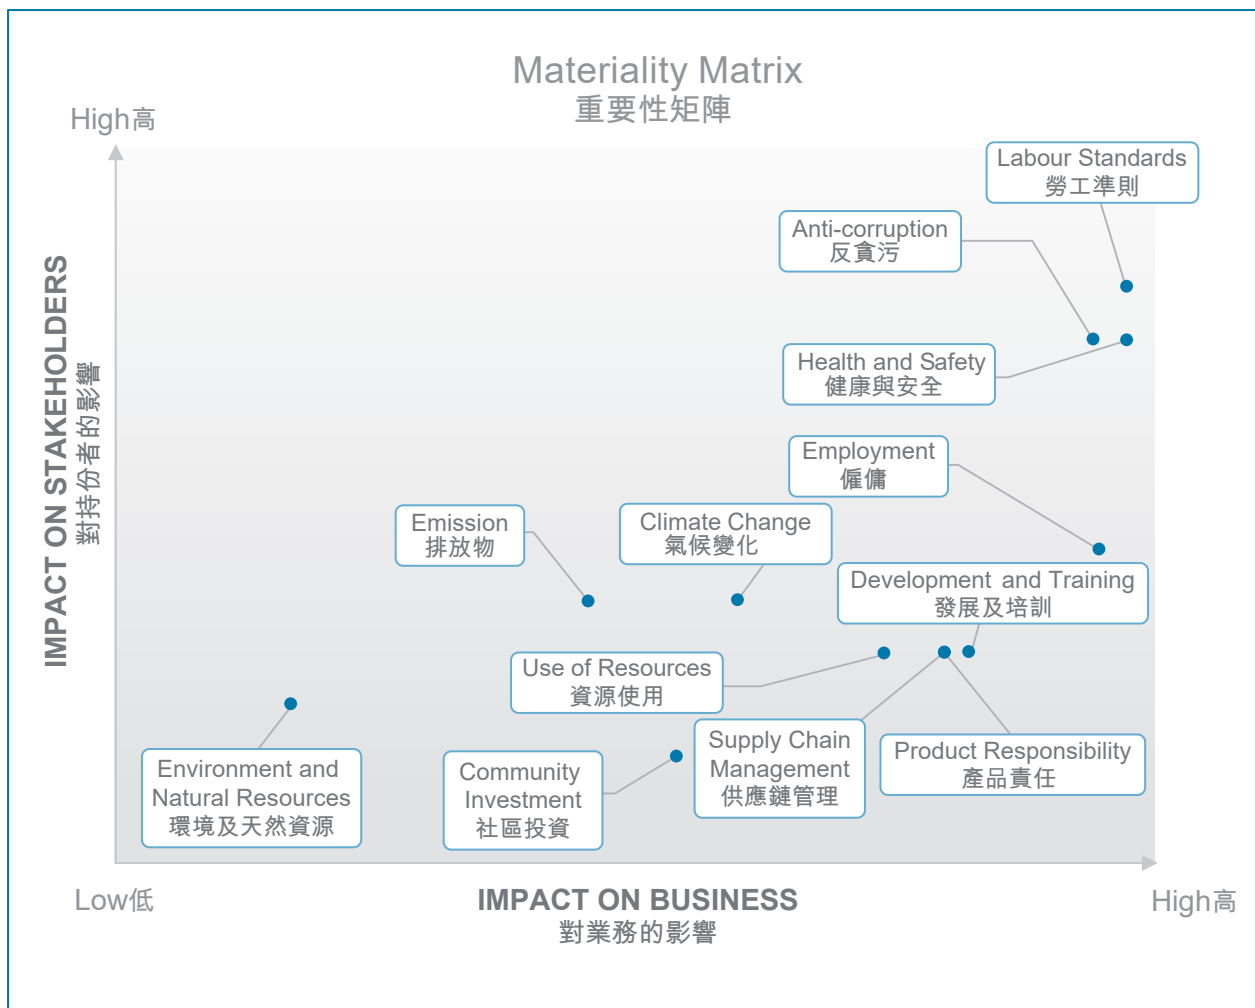 Materiality Matrix
重要性矩陣
High高
Labour Standards
勞工準則
Anti-corruption
反貪污
Health and Safety
健康與安全
Employment
僱傭
Emission
排放物
Climate Change
氣候變化
Development and Training
發展及培訓
Use of Resources
資源使用
Supply Chain
Management
供應鏈管理
Product Responsibility
產品責任
Environment and
Natural Resources
環境及天然資源
Community
Investment
社區投資
IMPACT ON STAKEHOLDERS
對持份者的影響
Low低
IMPACT ON BUSINESS
對業務的影響
High高